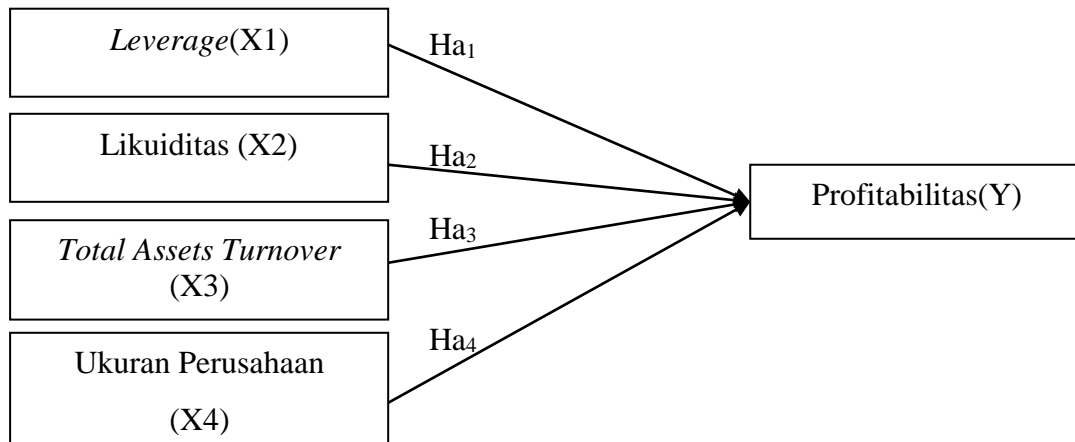 Leverage(X1)
Ha1
Likuiditas (X2)
Ha2
Profitabilitas(Y)
Total Assets Turnover
(X3)
Ha3
Ukuran Perusahaan
(X4)
Ha4